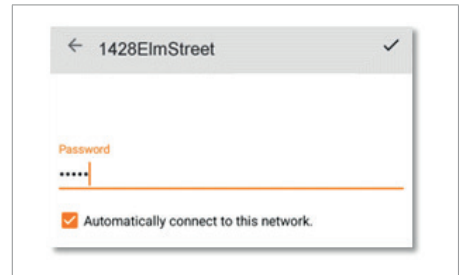 1428ElmStreet
Password
•••••
Automatically connect to this network.